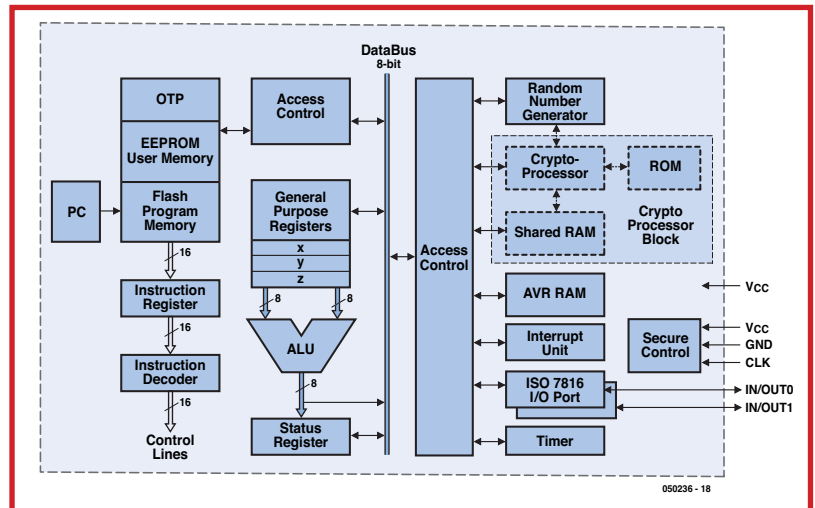 DataBus
8-bit
OTP
EEPROM
User Memory
Flash
Program
Memory
PC
16
Instruction
Register
16
Instruction
Decoder
16
Control
Lines
Access
Control
General
Purpose
Registers
x
y
z
8
8
ALU
8
Status
Register
Access
Control
Random
Number
Generator
Crypto-
Processor
ROM
Shared RAM
Crypto
Processor
Block
AVR RAM
Interrupt
Unit
ISO 7816
I/O Port
Timer
Secure
Control
VCC
VCC
GND
CLK
IN/OUT0
IN/OUT1
050236 - 18